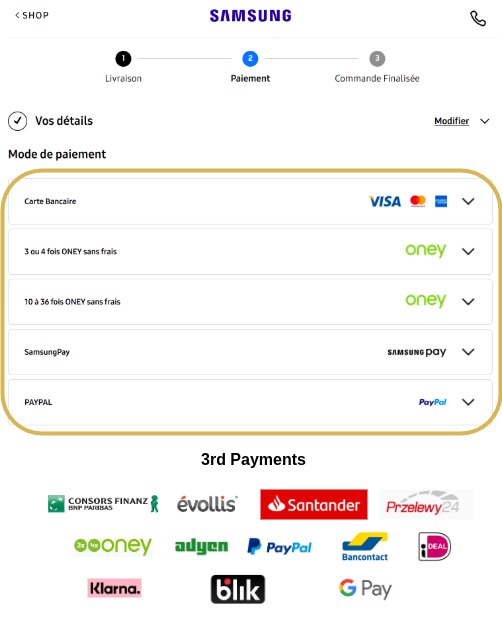 < SHOP
SAMSUNG
1 2 3
Livraison Paiement Commande Finalisée
Vos détails Modifier
Mode de paiement
Carte Bancaire VISA
3 ou 4 fois ONEY sans frais oney
10 à 36 fois ONEY sans frais oney
SamsungPay SAMSUNG pay
PAYPAL PayPal
3rd Payments
CONSORS FINANZ
BNP PARIBAS
évollis Santander Przelewy24
3x 4x oney adyen PayPal Bancontact iDEAL
Klarna. blik G Pay